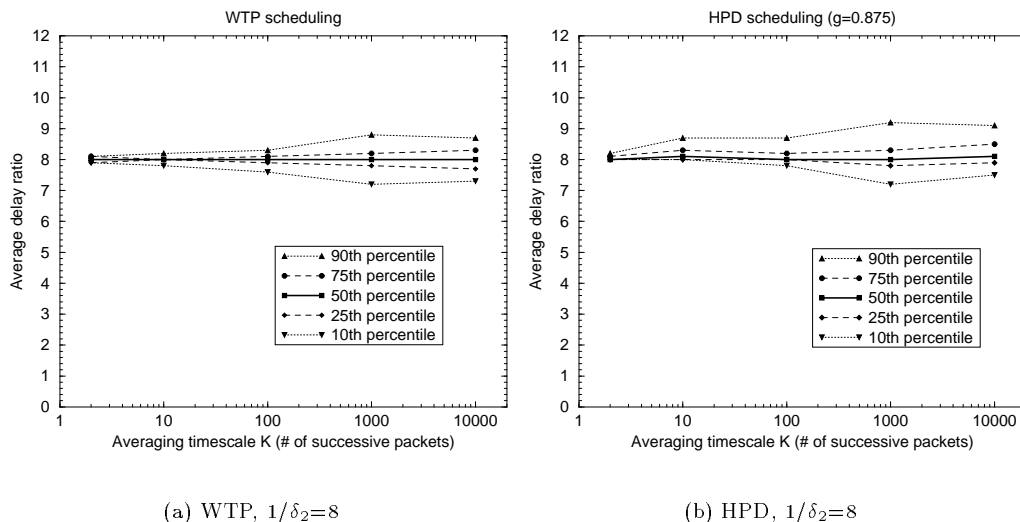 WTP scheduling
12
11
10
9
8
7
6
5
4
3
2
1
0
Average delay ratio
90th percentile
75th percentile
50th percentile
25th percentile
10th percentile
1
10
100
1000
10000
Averaging timescale K (# of successive packets)
(a) WTP, 1/δ₂=8
HPD scheduling (g=0.875)
12
11
10
9
8
7
6
5
4
3
2
1
0
Average delay ratio
90th percentile
75th percentile
50th percentile
25th percentile
10th percentile
1
10
100
1000
10000
Averaging timescale K (# of successive packets)
(b) HPD, 1/δ₂=8